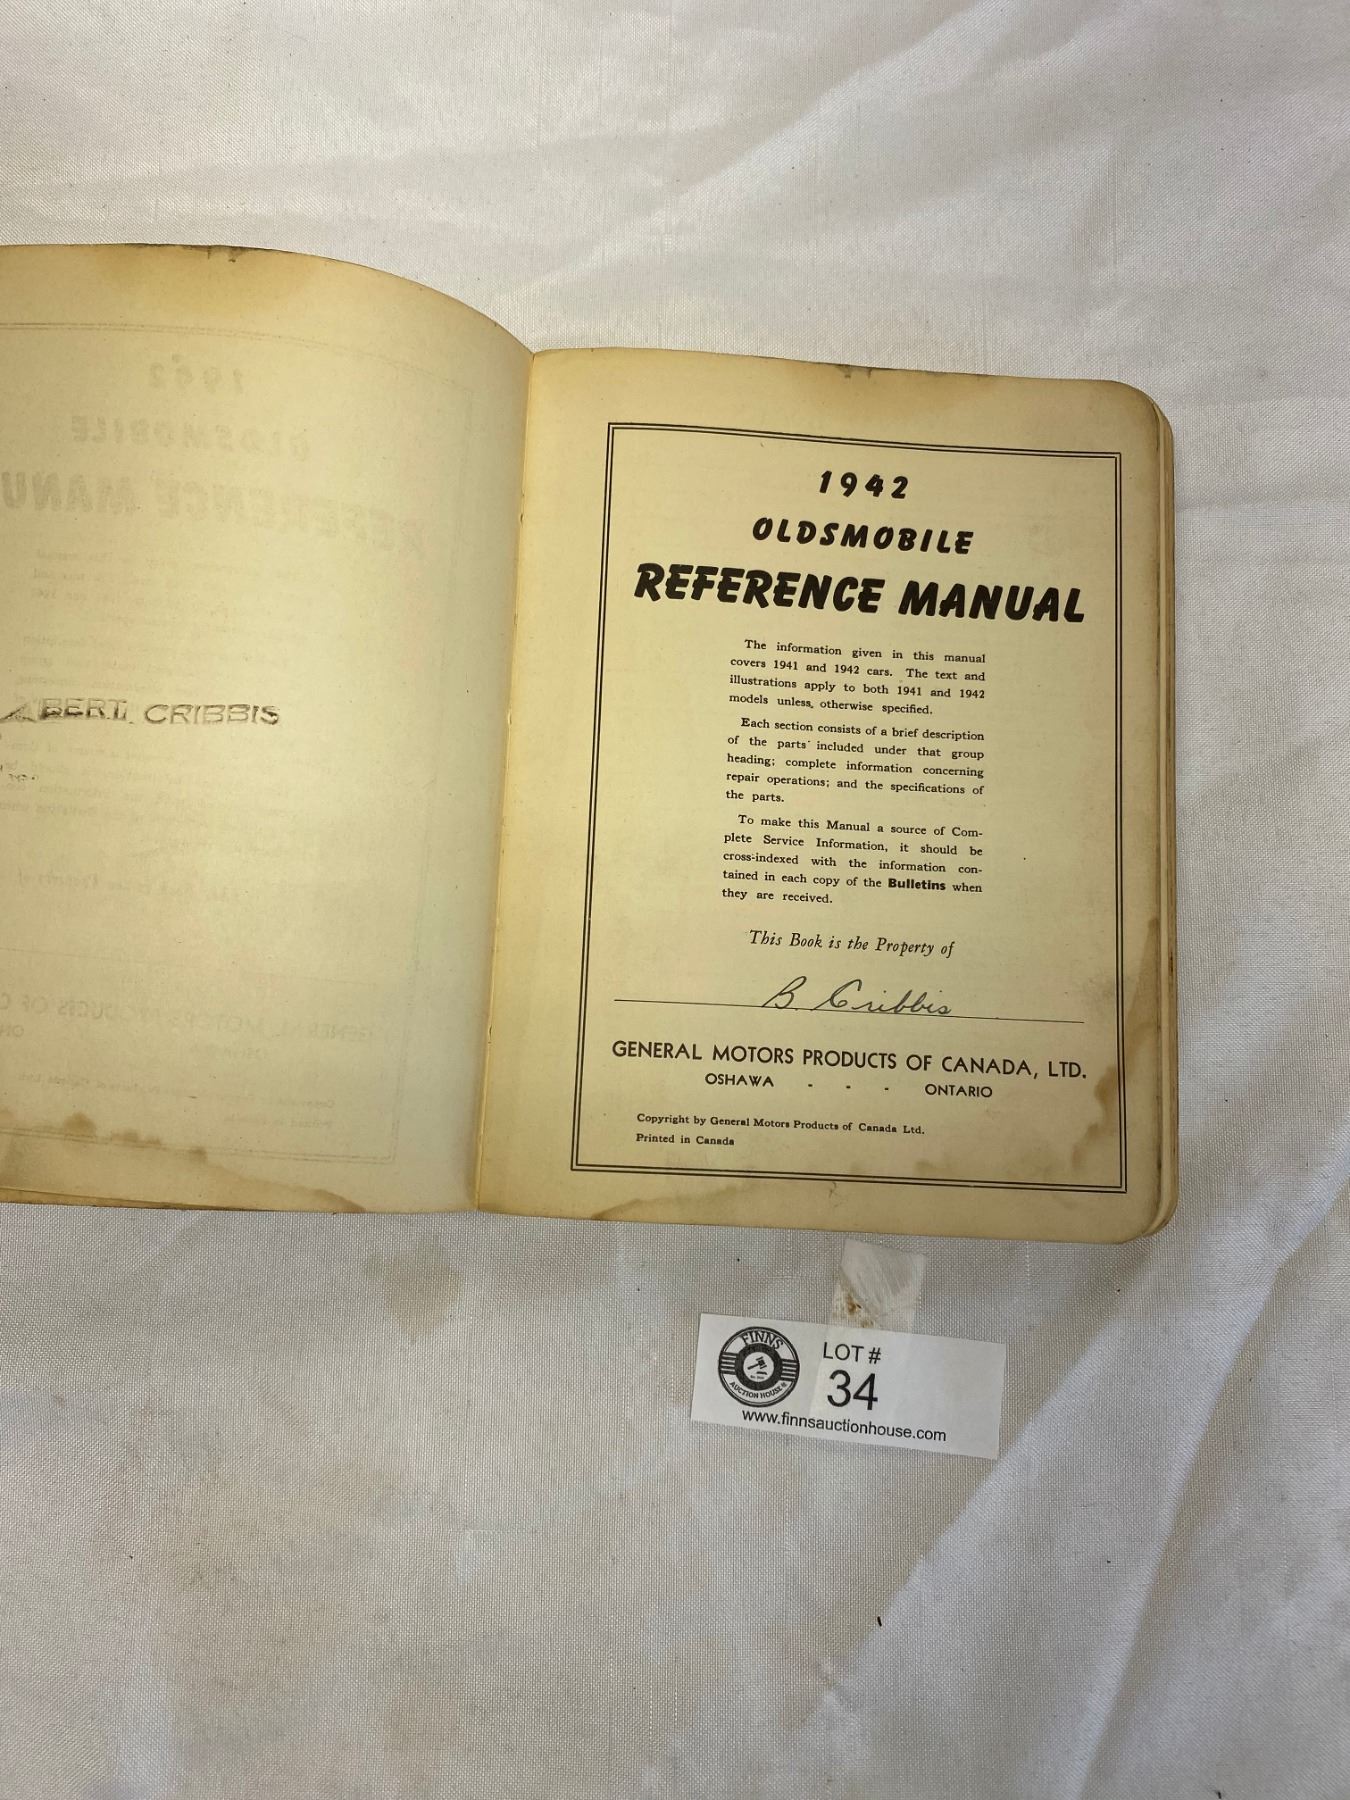 BERT. CRIBBIS
1942
OLDSMOBILE
REFERENCE MANUAL
The information given in this manual
covers 1941 and 1942 cars. The text and
illustrations apply to both 1941 and 1942
models unless, otherwise specified.
Each section consists of a brief description
of the parts included under that group
heading; complete information concerning
repair operations; and the specifications of
the parts.
To make this Manual a source of Com-
plete Service Information, it should be
cross-indexed with the information con-
tained in each copy of the Bulletins when
they are received.
This Book is the Property of
B. Cribbis
GENERAL MOTORS PRODUCTS OF CANADA, LTD.
OSHAWA - - - ONTARIO
Copyright by General Motors Products of Canada Ltd.
Printed in Canada
FINNS
AUCTION HOUSE
LOT #
34
www.finnsauctionhouse.com